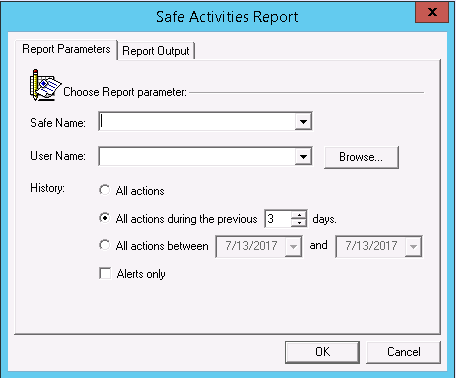 Safe Activities Report
x
Report Parameters Report Output
Choose Report parameter:
Safe Name:
User Name: Browse...
History: All actions
All actions during the previous 3 days.
All actions between 7/13/2017 and 7/13/2017
Alerts only
OK Cancel